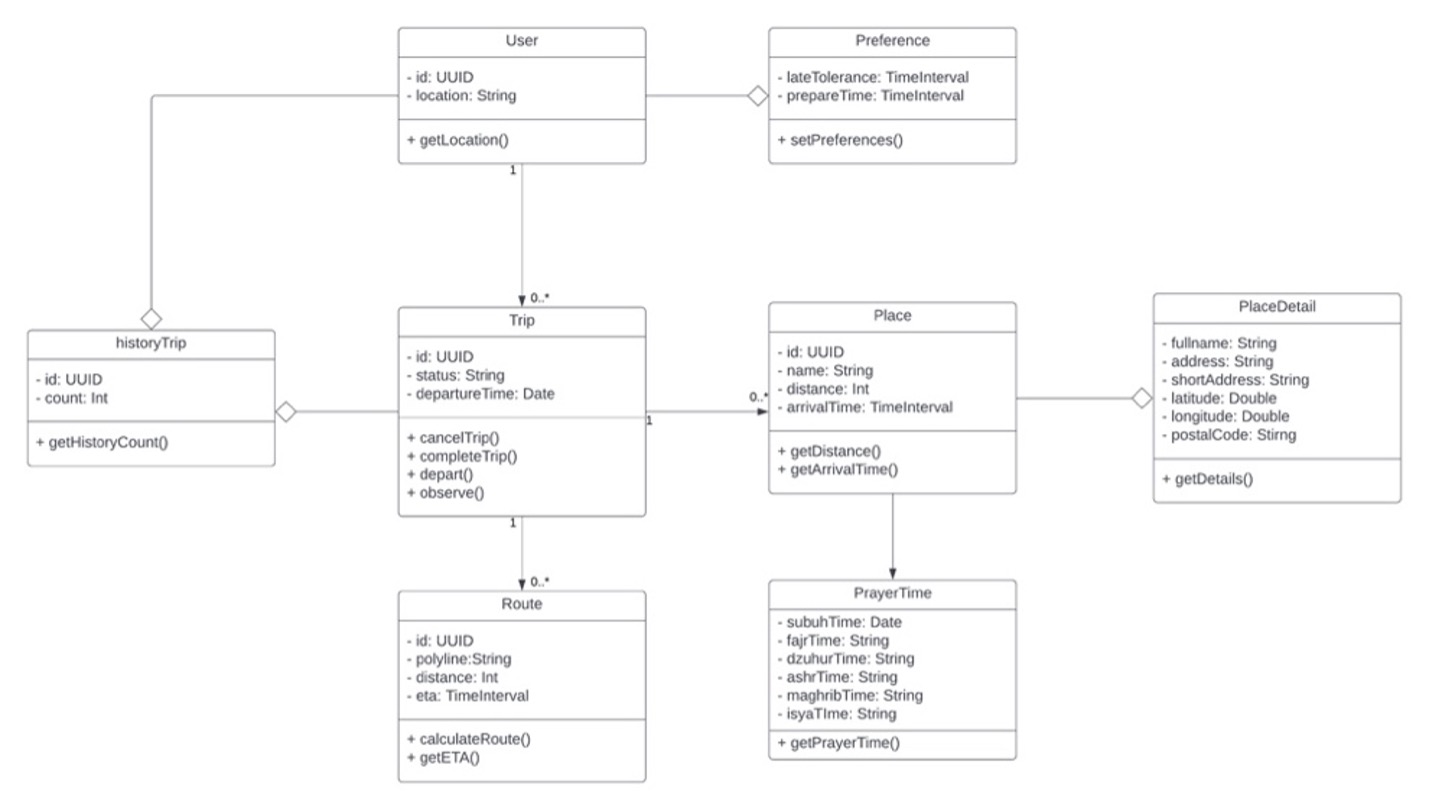 User
- id: UUID
- location: String
+ getLocation()
1
0..*
Preference
- lateTolerance: TimeInterval
- prepareTime: TimeInterval
+ setPreferences()
historyTrip
- id: UUID
- count: Int
+ getHistoryCount()
Trip
- id: UUID
- status: String
- departureTime: Date
+ cancelTrip()
+ completeTrip()
+ depart()
+ observe()
1
0..*
1
0..*
Place
- id: UUID
- name: String
- distance: Int
- arrivalTime: TimeInterval
+ getDistance()
+ getArrivalTime()
PlaceDetail
- fullname: String
- address: String
- shortAddress: String
- latitude: Double
- longitude: Double
- postalCode: Stirng
+ getDetails()
Route
- id: UUID
- polyline:String
- distance: Int
- eta: TimeInterval
+ calculateRoute()
+ getETA()
PrayerTime
- subuhTime: Date
- fajrTime: String
- dzuhurTime: String
- ashrTime: String
- maghribTime: String
- isyaTIme: String
+ getPrayerTime()